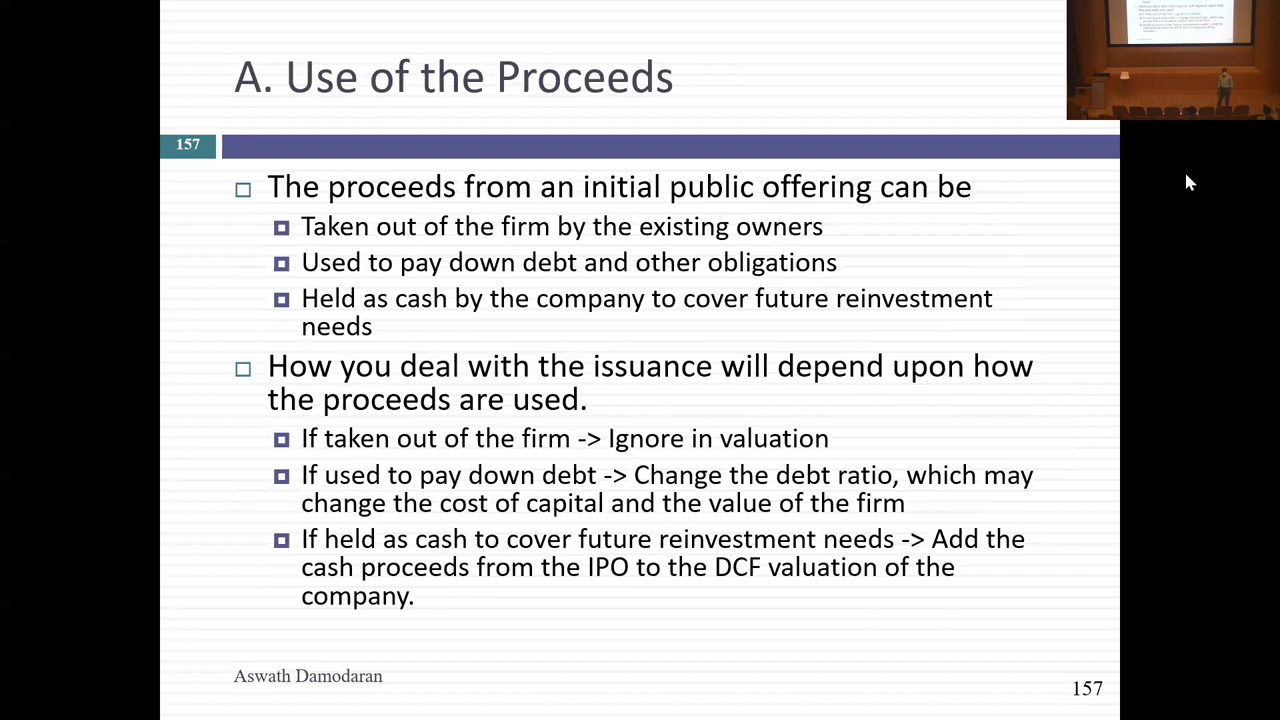 A. Use of the Proceeds
157
The proceeds from an initial public offering can be
Taken out of the firm by the existing owners
Used to pay down debt and other obligations
Held as cash by the company to cover future reinvestment
needs
How you deal with the issuance will depend upon how
the proceeds are used.
If taken out of the firm -> Ignore in valuation
If used to pay down debt -> Change the debt ratio, which may
change the cost of capital and the value of the firm
If held as cash to cover future reinvestment needs -> Add the
cash proceeds from the IPO to the DCF valuation of the
company.
Aswath Damodaran
157